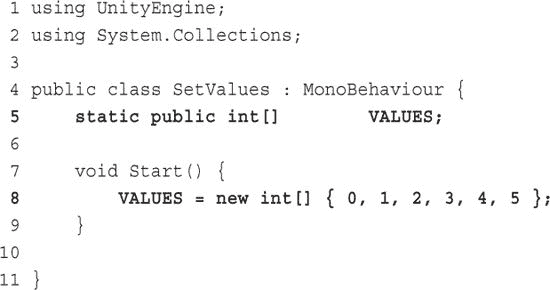 1 using UnityEngine;
2 using System.Collections;
3
4 public class SetValues : MonoBehaviour {
5     static public int[]        VALUES;
6
7     void Start() {
8         VALUES = new int[] { 0, 1, 2, 3, 4, 5 };
9     }
10
11 }